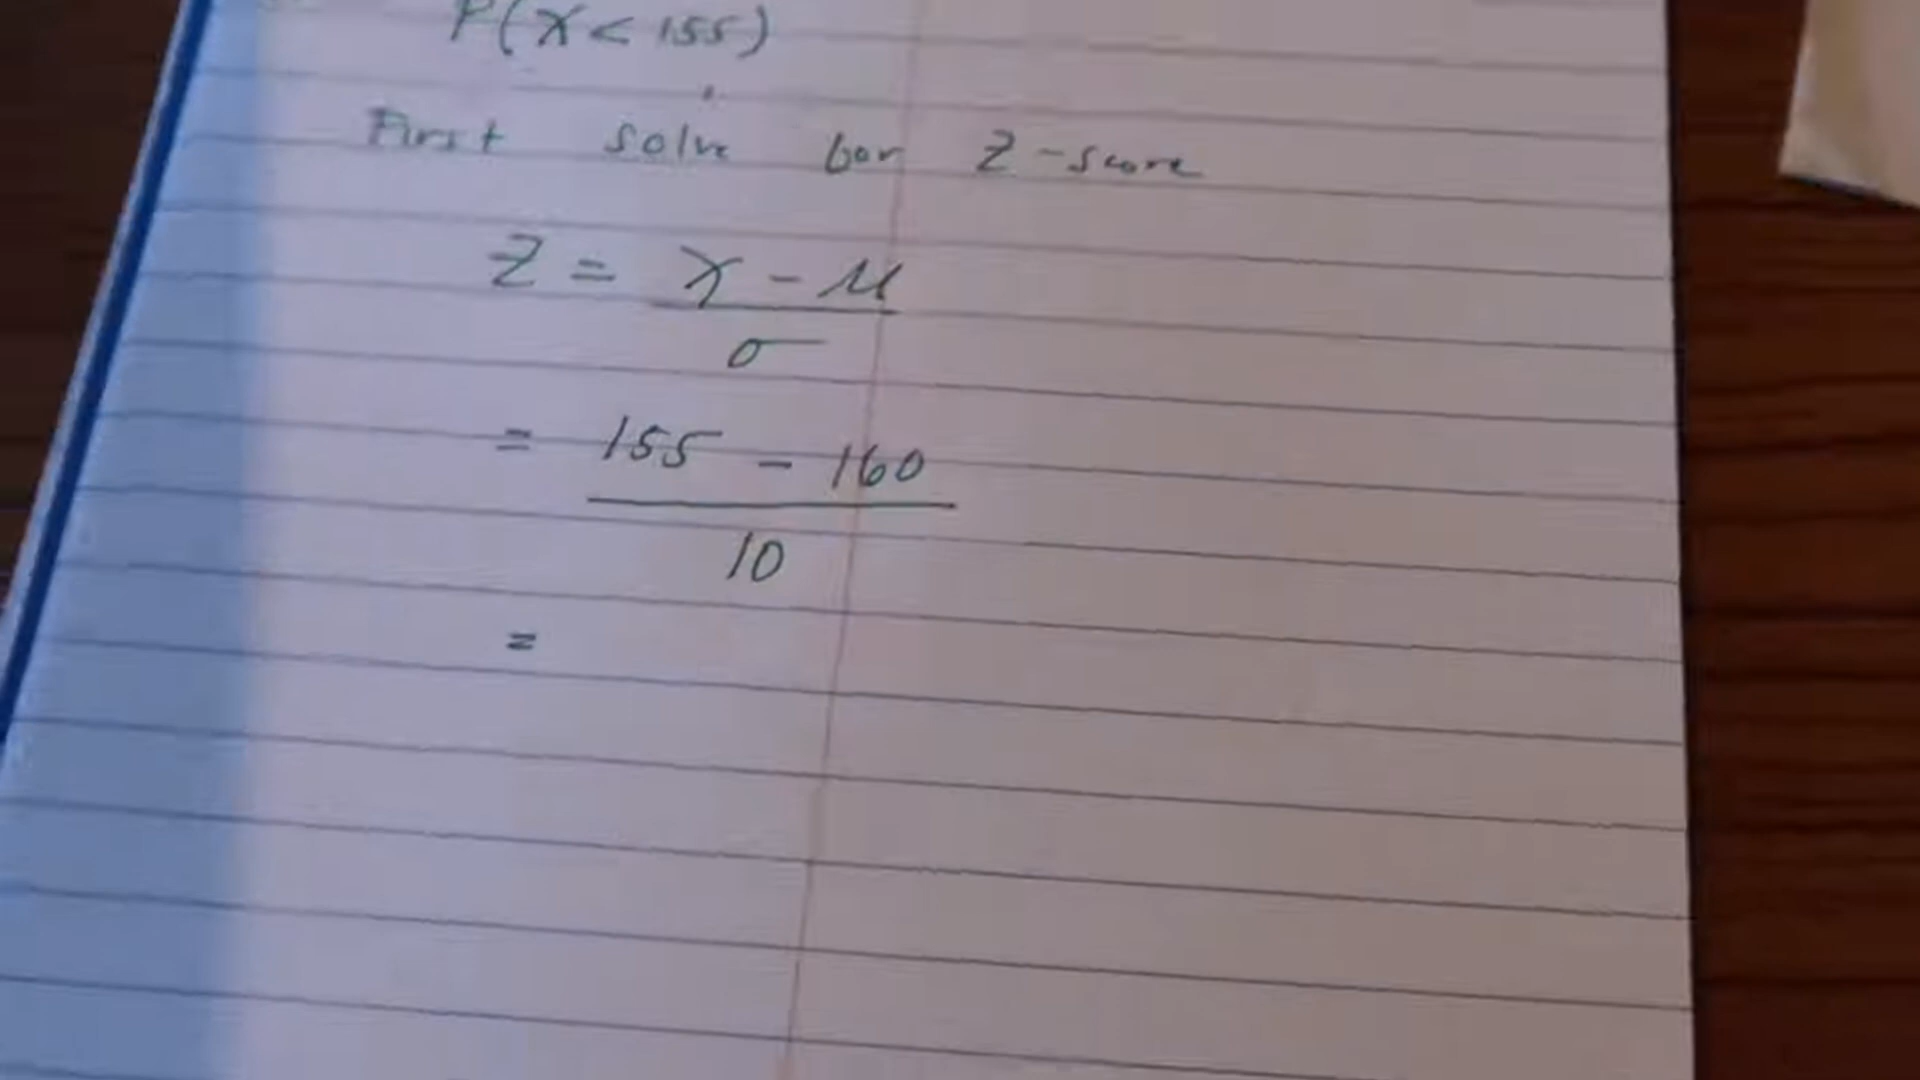 P(X < 155)
First solve for Z-score
Z = X - μ
σ
= 155 - 160
10
=